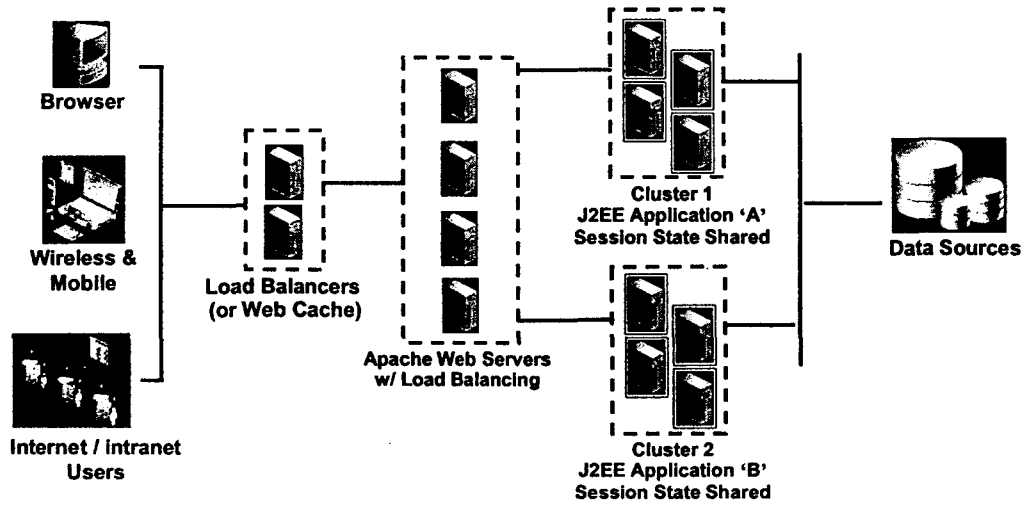 Browser
Wireless &
Mobile
Internet / intranet
Users
Load Balancers
(or Web Cache)
Apache Web Servers
w/ Load Balancing
Cluster 1
J2EE Application ‘A’
Session State Shared
Cluster 2
J2EE Application ‘B’
Session State Shared
Data Sources